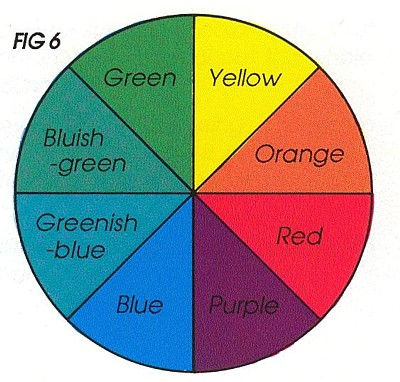 FIG 6
Green
Yellow
Bluish
-green
Orange
Greenish
-blue
Red
Blue
Purple